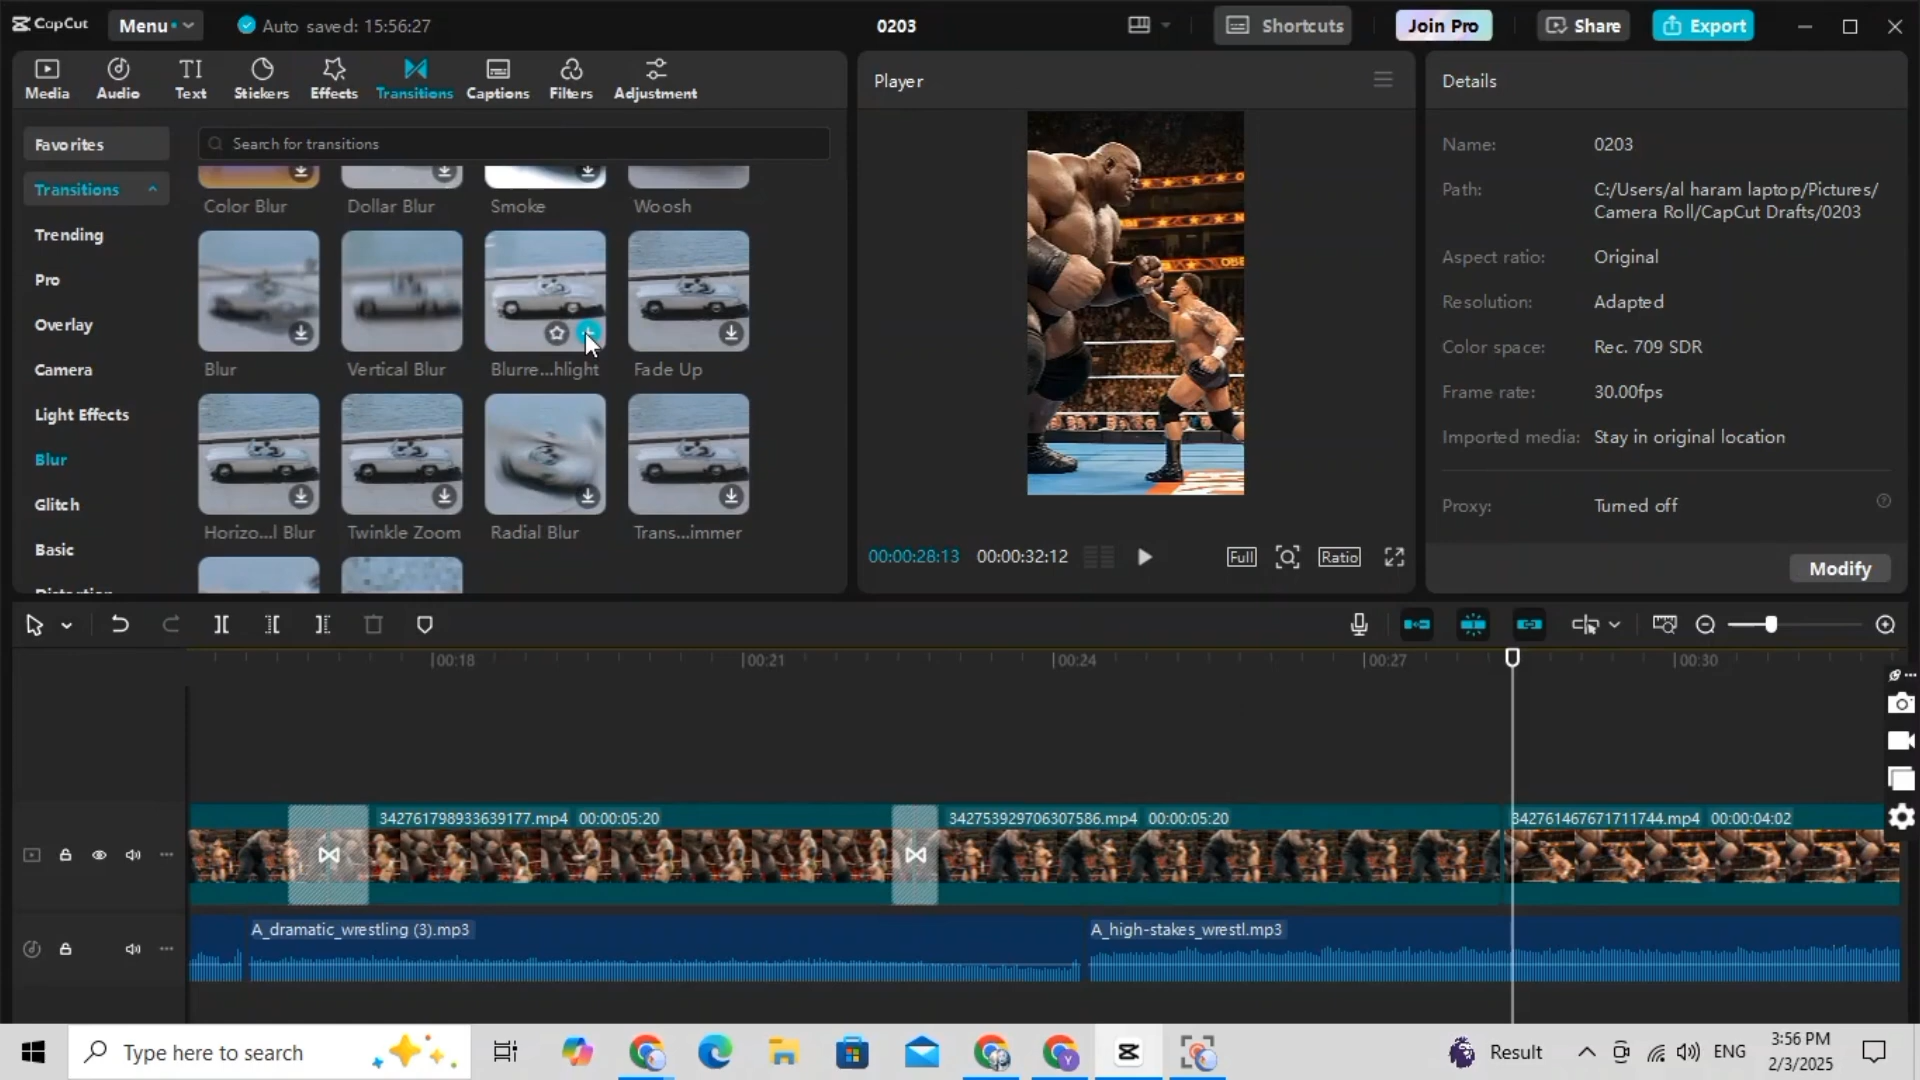 CapCut
Menu
Auto saved: 15:56:27
0203
Shortcuts
Join Pro
Share
Export
Media
Audio
TI
Text
Stickers
Effects
Transitions
Captions
Filters
Adjustment
Player
Details
Favorites
Search for transitions
Transitions
Trending
Pro
Overlay
Camera
Light Effects
Blur
Glitch
Basic
Color Blur
Dollar Blur
Smoke
Woosh
Blur
Vertical Blur
Blurre...hlight
Fade Up
Horizo...l Blur
Twinkle Zoom
Radial Blur
Trans...immer
00:00:28:13
00:00:32:12
Full
Ratio
Name:
0203
Path:
C:/Users/al haram laptop/Pictures/
Camera Roll/CapCut Drafts/0203
Aspect ratio:
Original
Resolution:
Adapted
Color space:
Rec. 709 SDR
Frame rate:
30.00fps
Imported media:
Stay in original location
Proxy:
Turned off
Modify
00:18
00:21
00:24
00:27
00:30
342761798933639177.mp4 00:00:05:20
342753929706307586.mp4 00:00:05:20
342761467671711744.mp4 00:00:04:02
A_dramatic_wrestling (3).mp3
A_high-stakes_wrestl.mp3
Type here to search
Result
ENG
3:56 PM
2/3/2025